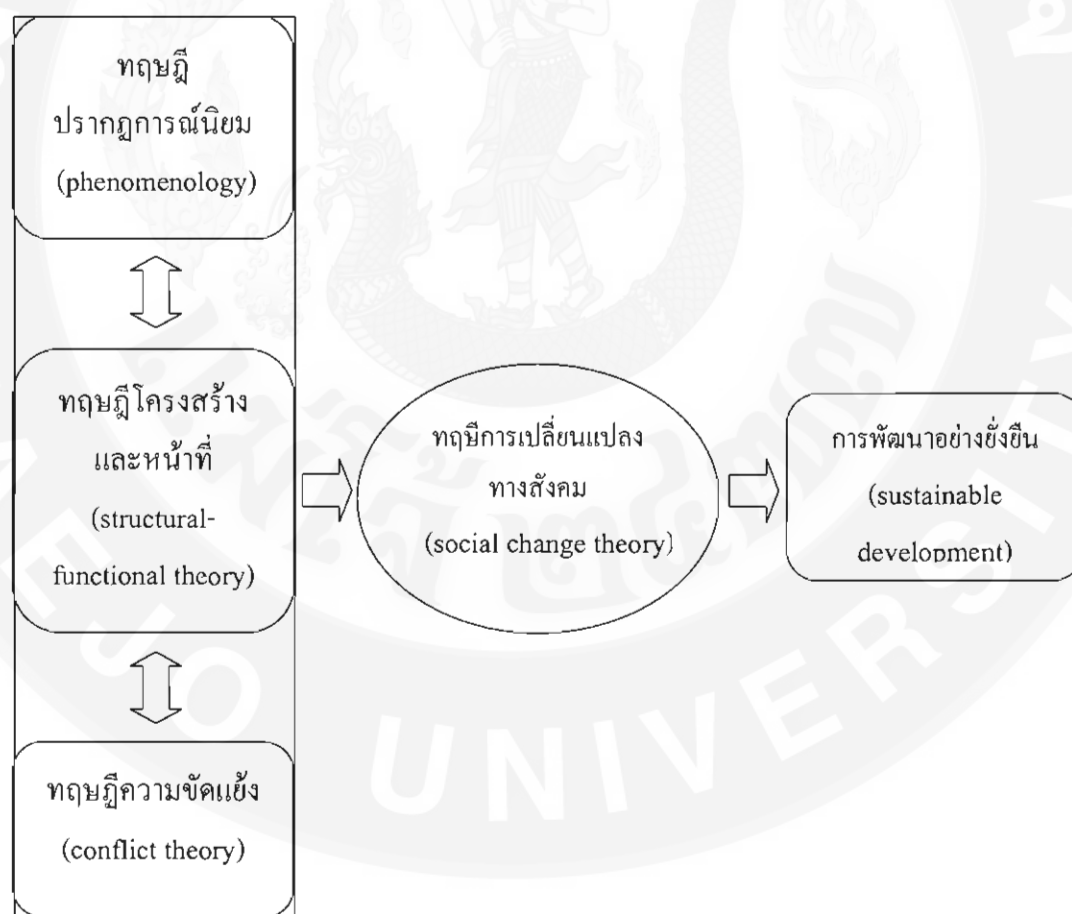 ทฤษฎี
ปรากฏการณ์นิยม
(phenomenology)
ทฤษฎีโครงสร้าง
และหน้าที่
(structural-
functional theory)
ทฤษฎีความขัดแย้ง
(conflict theory)
ทฤษีการเปลี่ยนแปลง
ทางสังคม
(social change theory)
การพัฒนาอย่างยั่งยืน
(sustainable
development)
UNIVERSITY